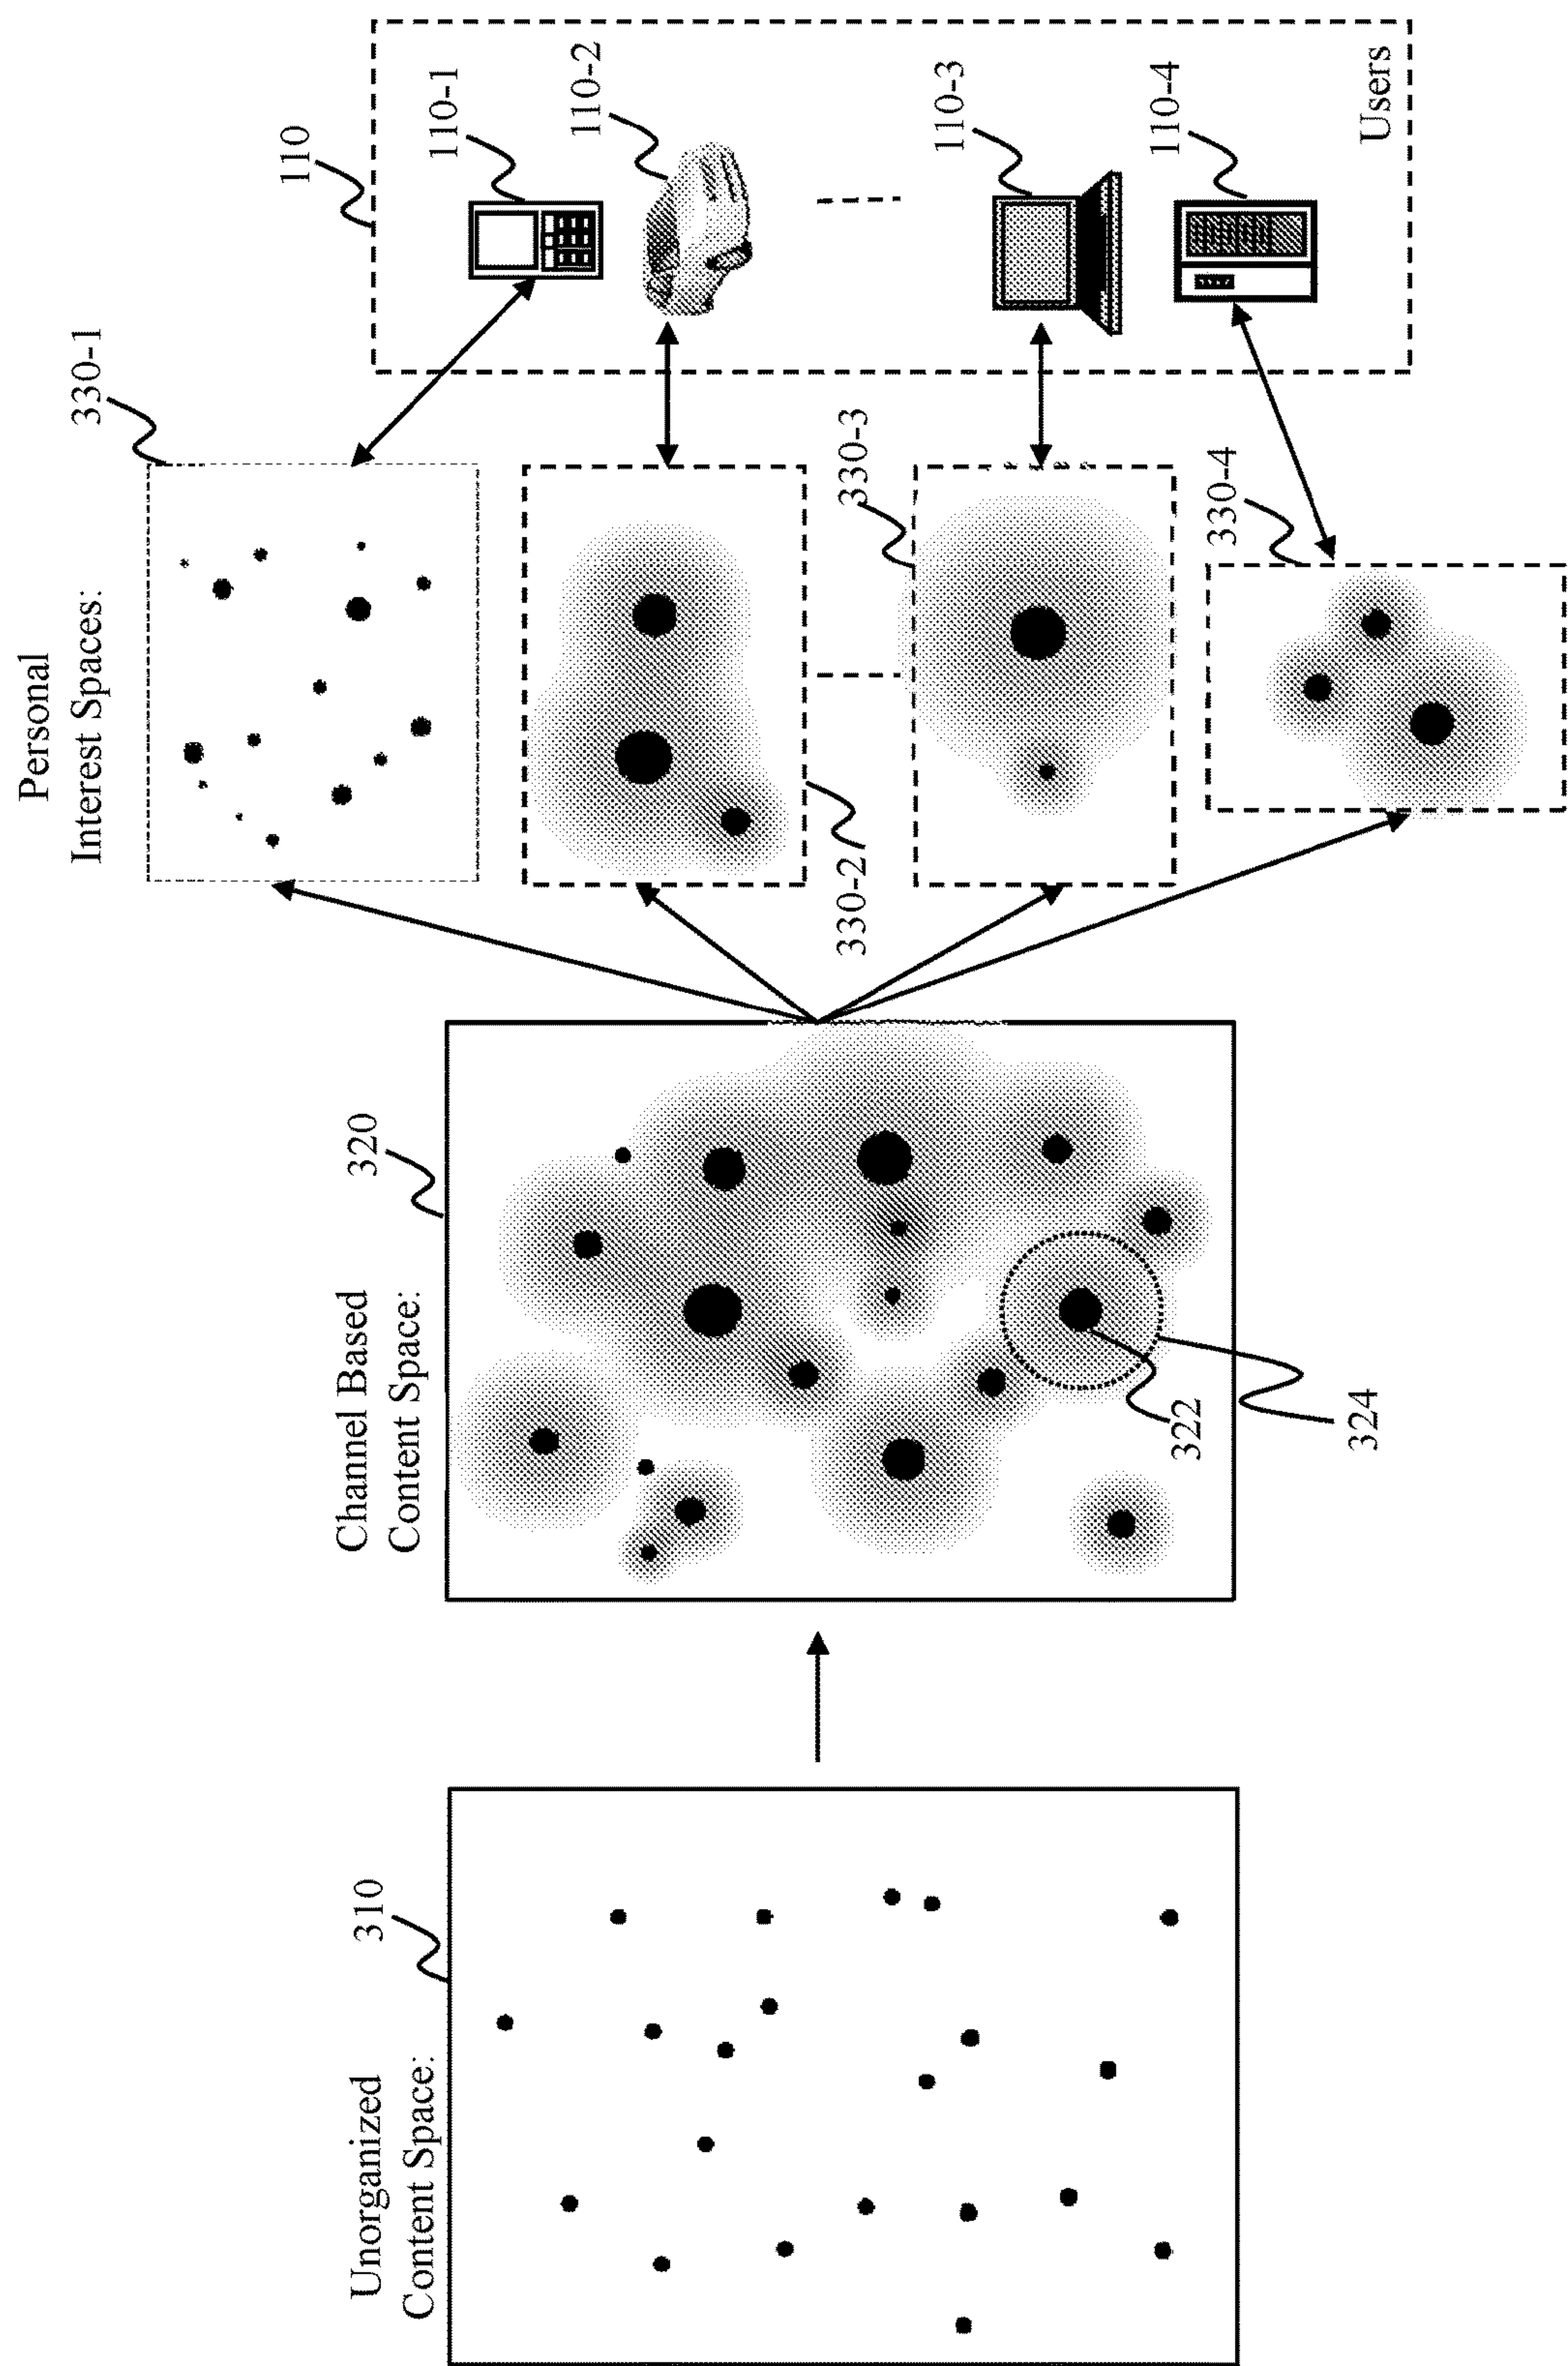 Unorganized
Content Space:
310
Channel Based
Content Space:
320
322
324
Personal
Interest Spaces:
330-1
330-2
330-3
330-4
110
110-1
110-2
110-3
110-4
Users